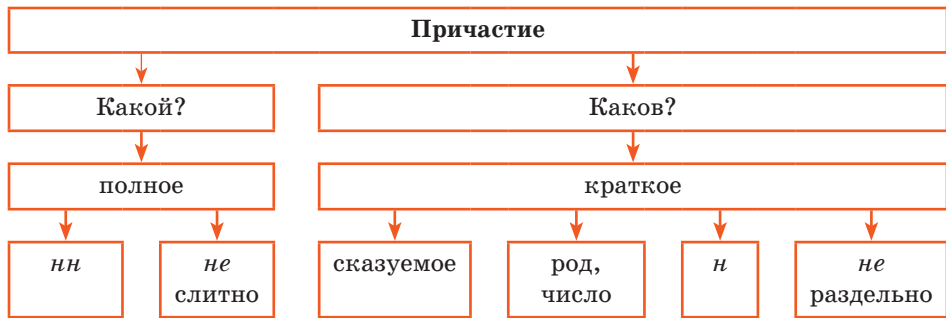 Причастие
Какой?
Каков?
полное
краткое
нн
не
слитно
сказуемое
род,
число
н
не
раздельно